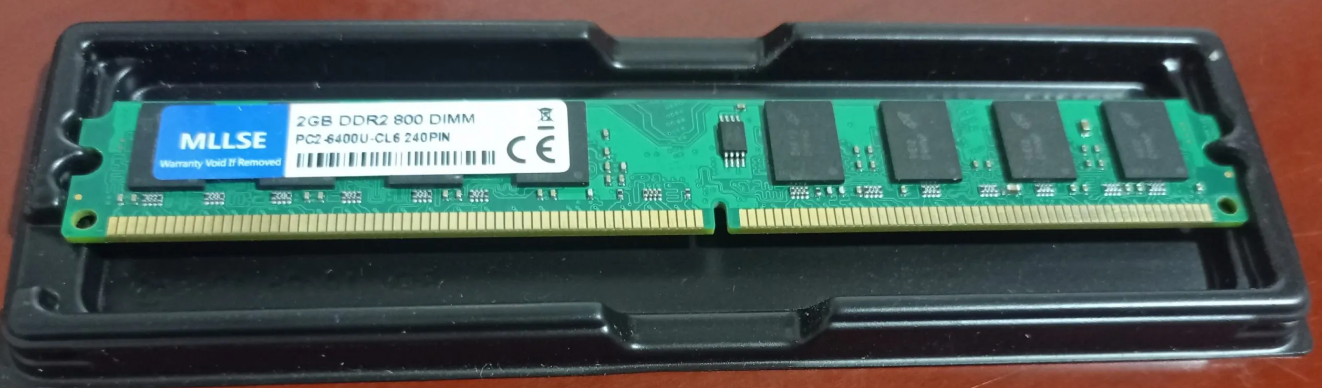 MLLSE
Warranty Void If Removed
2GB DDR2 800 DIMM
PC2-6400U-CL6 240PIN
CE